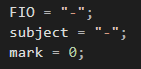 FIO = "-";
subject = "-";
mark = 0;